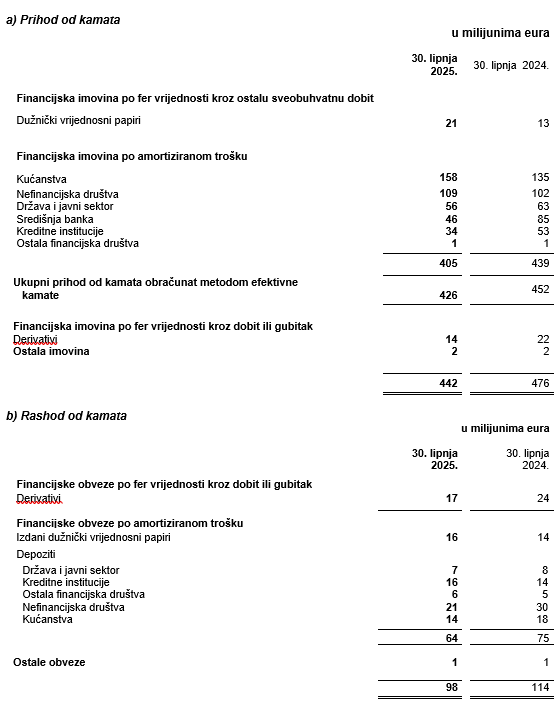 a) Prihod od kamata
u milijunima eura
30. lipnja 2025. 30. lipnja 2024.
Financijska imovina po fer vrijednosti kroz ostalu sveobuhvatnu dobit
Dužnički vrijednosni papiri 21 13
Financijska imovina po amortiziranom trošku
Kućanstva 158 135
Nefinancijska društva 109 102
Država i javni sektor 56 63
Središnja banka 46 85
Kreditne institucije 34 53
Ostala financijska društva 1 1
405 439
Ukupni prihod od kamata obračunat metodom efektivne
kamate 426 452
Financijska imovina po fer vrijednosti kroz dobit ili gubitak
Derivativi 14 22
Ostala imovina 2 2
442 476
b) Rashod od kamata
u milijunima eura
30. lipnja 30. lipnja
2025. 2024.
Financijske obveze po fer vrijednosti kroz dobit ili gubitak
Derivativi 17 24
Financijske obveze po amortiziranom trošku
Izdani dužnički vrijednosni papiri 16 14
Depoziti
Država i javni sektor 7 8
Kreditne institucije 16 14
Ostala financijska društva 6 5
Nefinancijska društva 21 30
Kućanstva 14 18
64 75
Ostale obveze 1 1
98 114